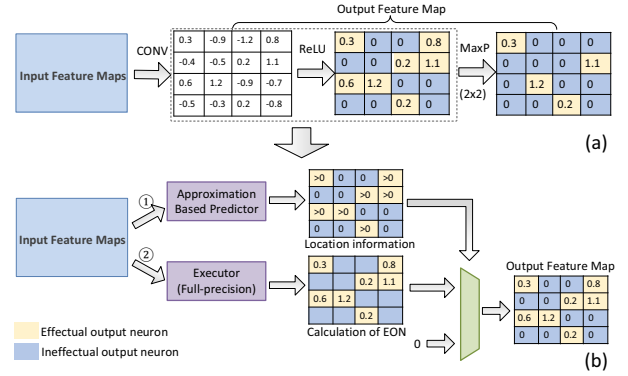 Output Feature Map
Input Feature Maps
CONV
0.3 -0.9 -1.2 0.8
-0.4 -0.5 0.2 1.1
0.6 1.2 -0.9 -0.7
-0.5 -0.3 0.2 -0.8
ReLU
0.3 0 0 0.8
0 0 0.2 1.1
0.6 1.2 0 0
0 0 0.2 0
MaxP
(2x2)
0.3 0 0 0
0 0 0 1.1
0 1.2 0 0
0 0 0.2 0
(a)
Input Feature Maps
①
Approximation
Based Predictor
>0 0 0 >0
0 0 >0 >0
>0 >0 0 0
0 0 >0 0
Location information
②
Executor
(Full-precision)
0.3 0.8
0.2 1.1
0.6 1.2
0.2
Calculation of EON
0
Output Feature Map
0.3 0 0 0.8
0 0 0.2 1.1
0.6 1.2 0 0
0 0 0.2 0
Effectual output neuron
Ineffectual output neuron
(b)